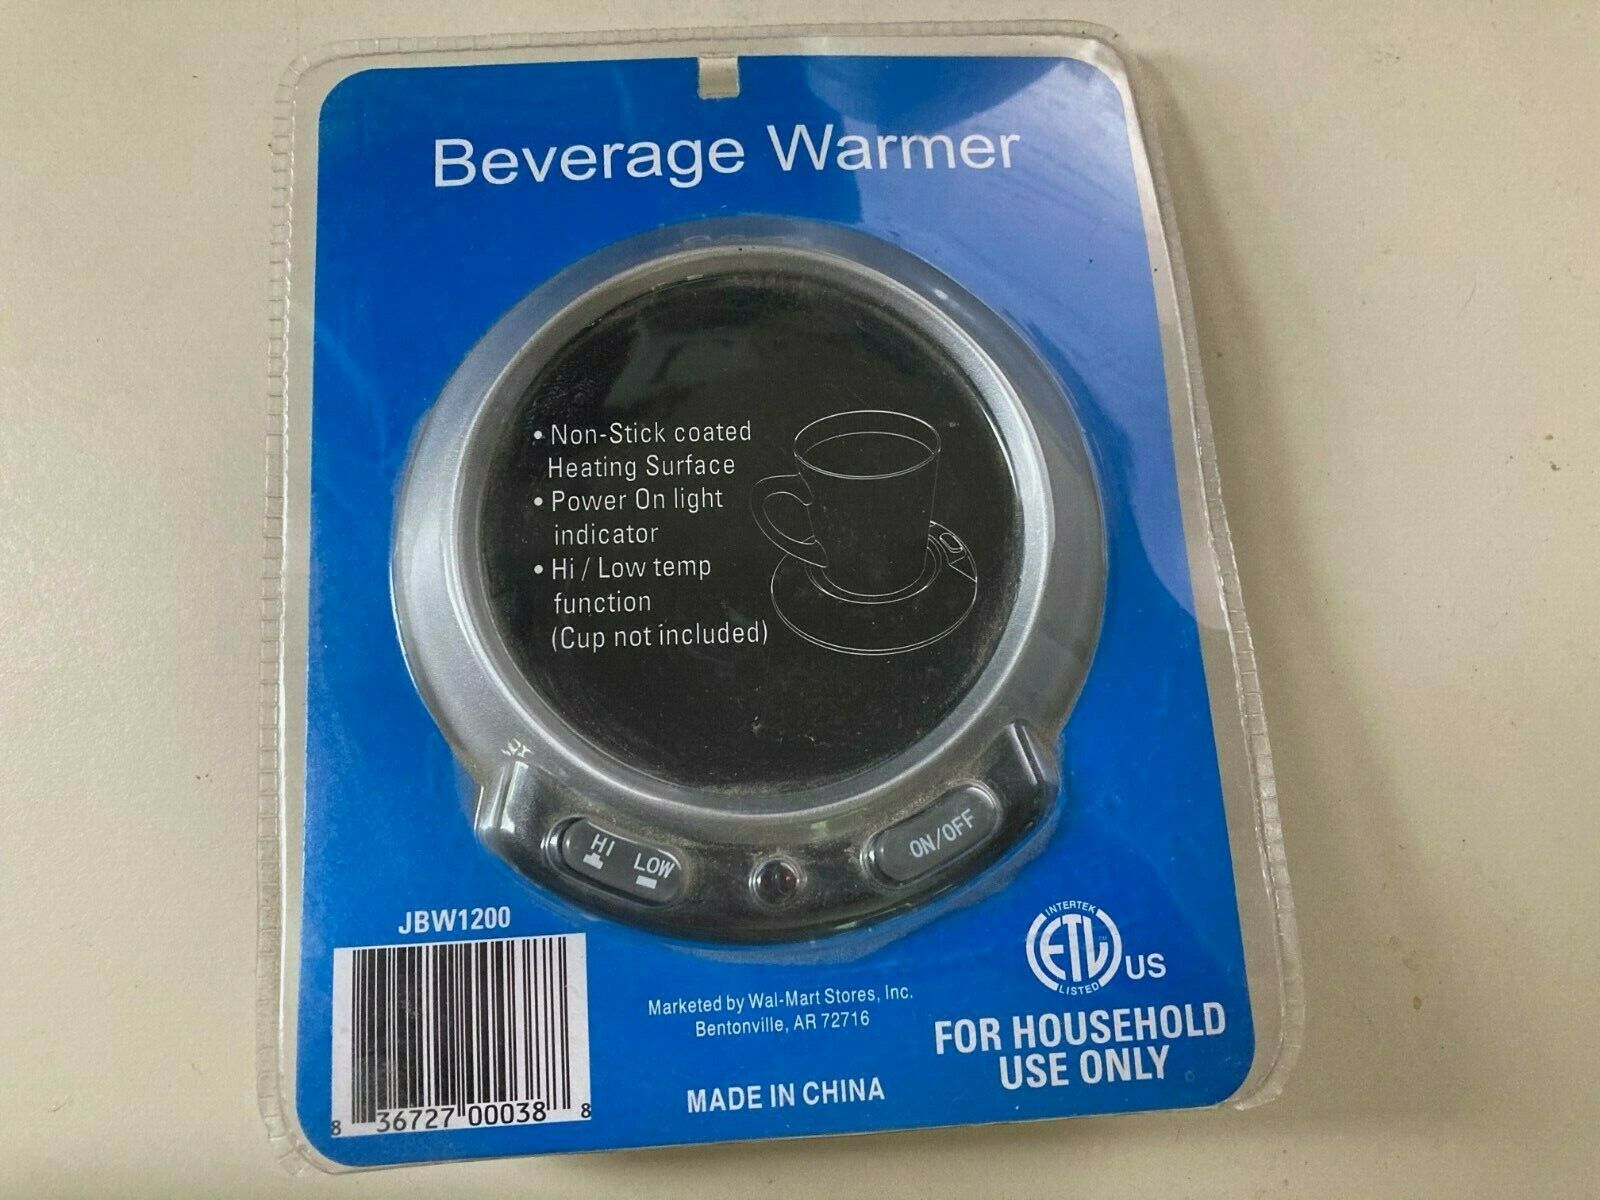 Beverage Warmer
• Non-Stick coated
Heating Surface
• Power On light
indicator
• Hi / Low temp
function
(Cup not included)
HI LOW
ON/OFF
JBW1200
8 36727 00038 8
Marketed by Wal-Mart Stores, Inc.
Bentonville, AR 72716
MADE IN CHINA
INTERTEK
ETL
LISTED
US
FOR HOUSEHOLD
USE ONLY